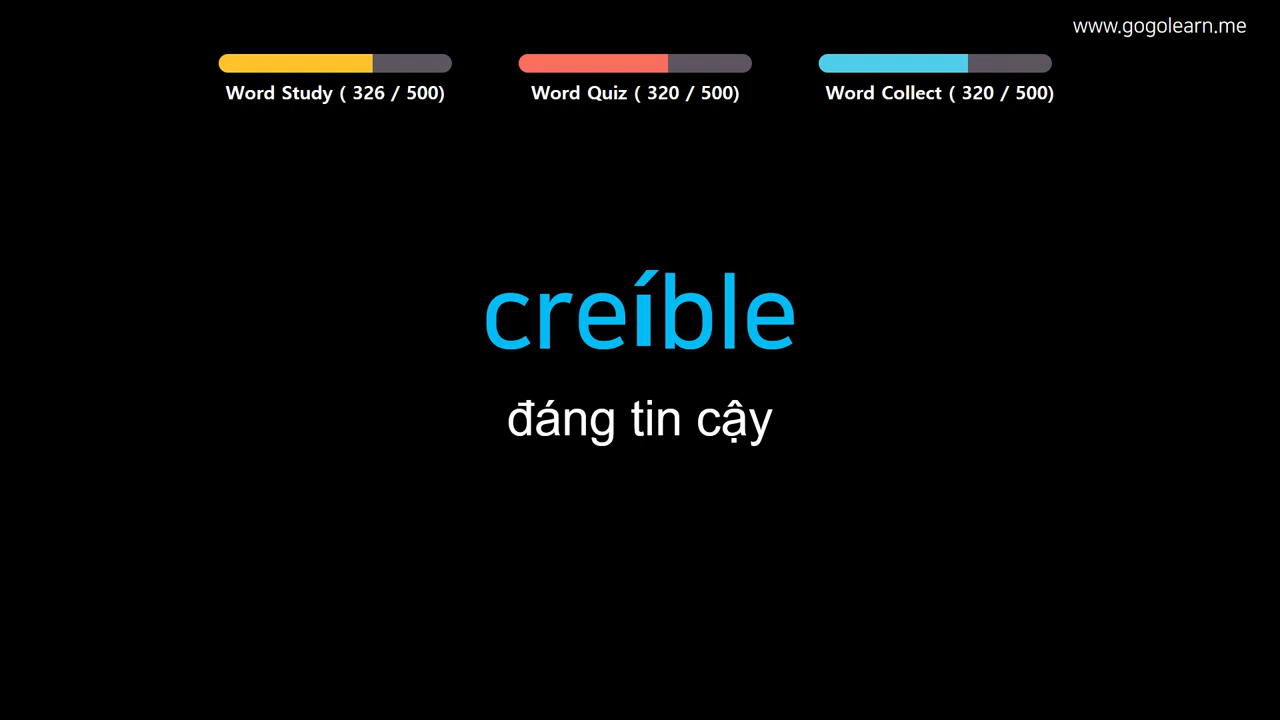 www.gogolearn.me
Word Study ( 326 / 500)
Word Quiz ( 320 / 500)
Word Collect ( 320 / 500)
creíble
đáng tin cậy